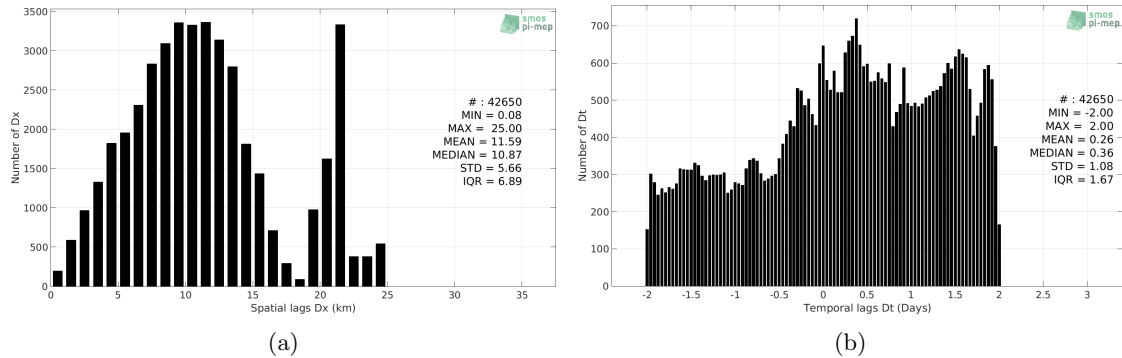 3500
3000
2500
2000
1500
1000
500
0
Number of Dx
0 5 10 15 20 25 30 35
Spatial lags Dx (km)
smos
pi-mep
# : 42650
MIN = 0.08
MAX = 25.00
MEAN = 11.59
MEDIAN = 10.87
STD = 5.66
IQR = 6.89
(a)
700
600
500
400
300
200
100
0
Number of Dt
-2 -1.5 -1 -0.5 0 0.5 1 1.5 2 2.5 3
Temporal lags Dt (Days)
smos
pi-mep
# : 42650
MIN = -2.00
MAX = 2.00
MEAN = 0.26
MEDIAN = 0.36
STD = 1.08
IQR = 1.67
(b)